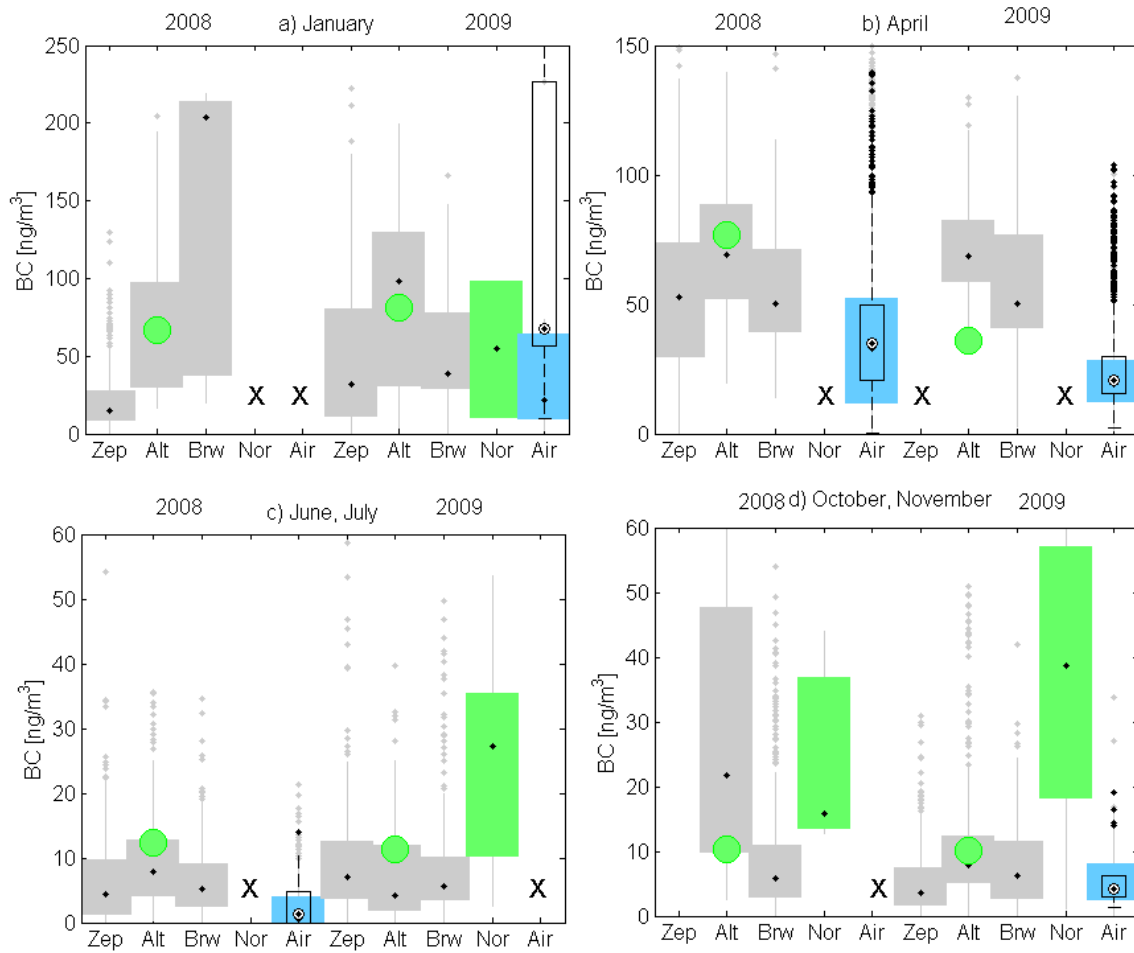 2008 a) January 2009
250
200
150
100
50
0
BC [ng/m³]
X X
Zep Alt Brw Nor Air Zep Alt Brw Nor Air
b) April 2009
150
100
50
0
BC [ng/m³]
X X X
Zep Alt Brw Nor Air Zep Alt Brw Nor Air
2008 c) June, July 2009
60
50
40
30
20
10
0
BC [ng/m³]
X X
Zep Alt Brw Nor Air Zep Alt Brw Nor Air
2008 d) October, November 2009
60
50
40
30
20
10
0
BC [ng/m³]
X
Zep Alt Brw Nor Air Zep Alt Brw Nor Air